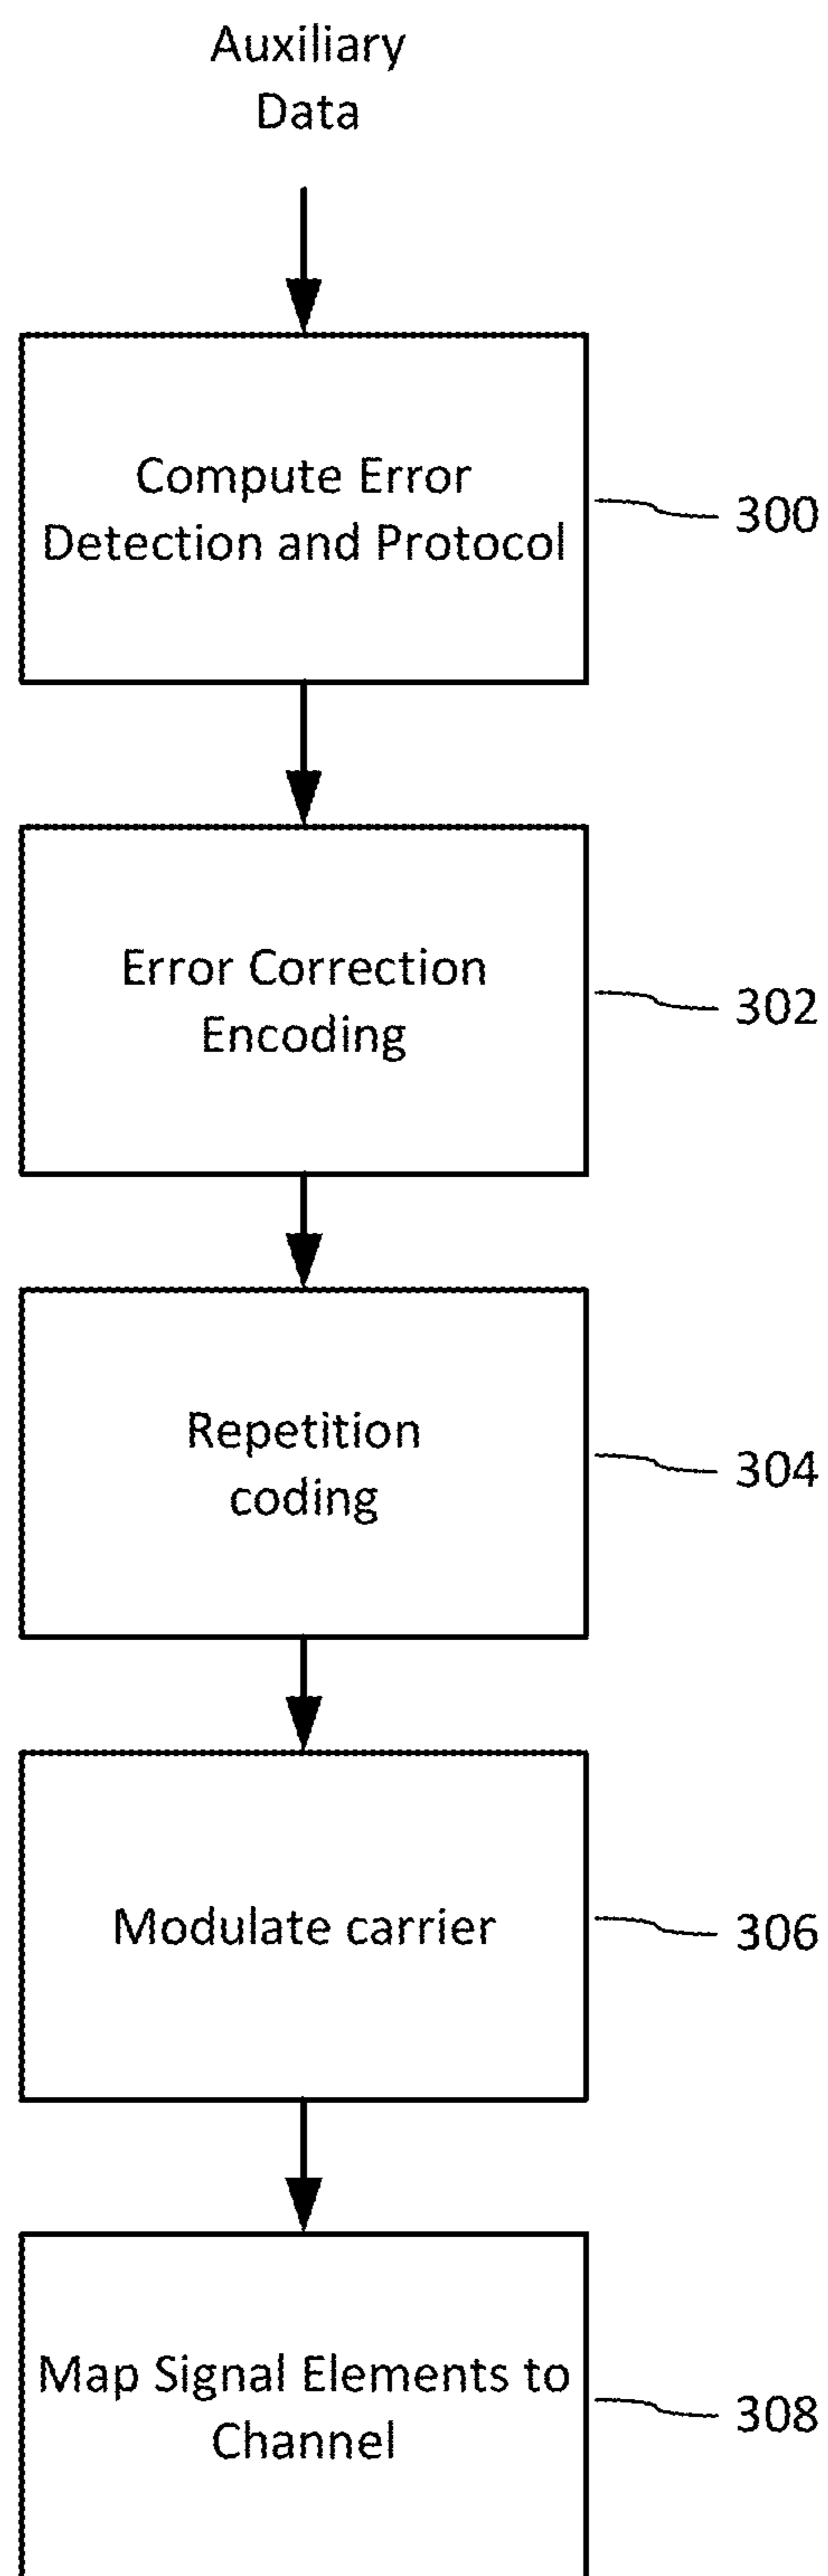 Auxiliary
Data
Compute Error
Detection and Protocol
300
Error Correction
Encoding
302
Repetition
coding
304
Modulate carrier
306
Map Signal Elements to
Channel
308